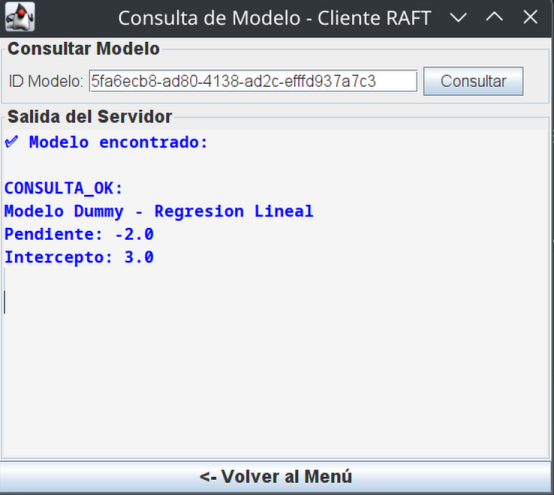 Consulta de Modelo - Cliente RAFT
Consultar Modelo
ID Modelo: 5fa6ecb8-ad80-4138-ad2c-efffd937a7c3 Consultar
Salida del Servidor
✔ Modelo encontrado:
CONSULTA_OK:
Modelo Dummy - Regresion Lineal
Pendiente: -2.0
Intercepto: 3.0
<- Volver al Menú